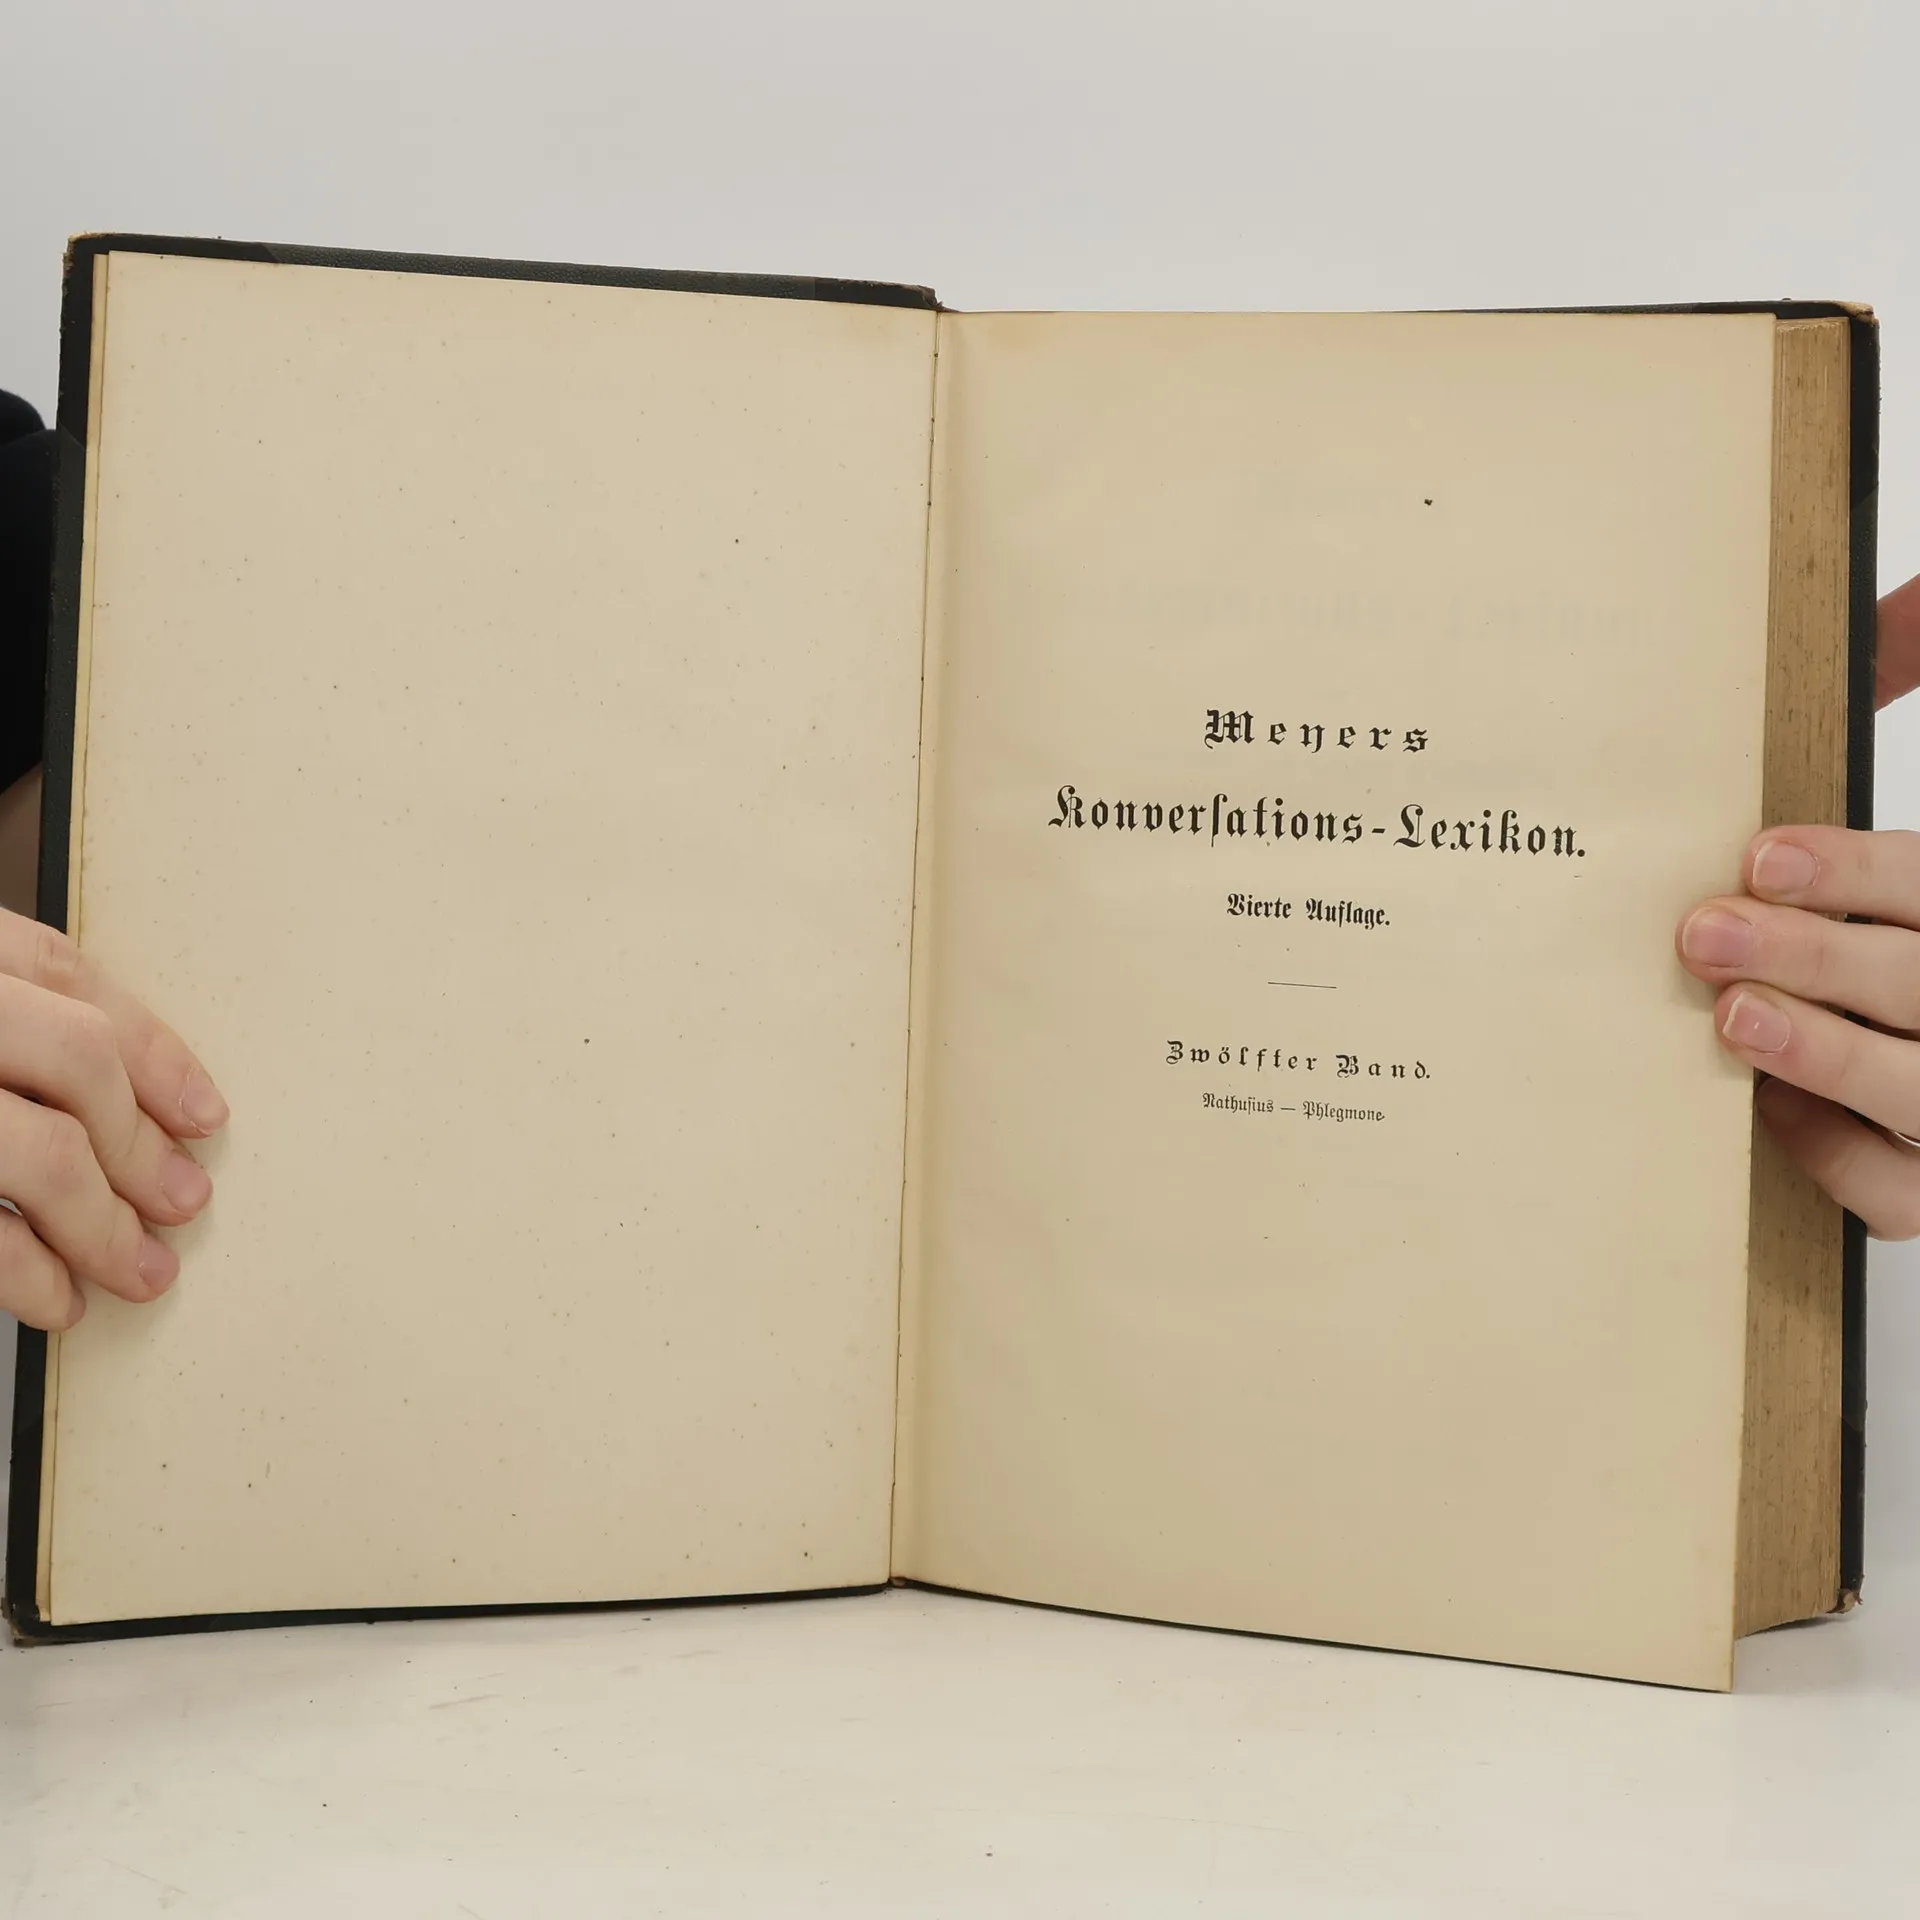 Meyers
Konverſations-Lexikon.
Vierte Auflage.
Zwölfter Band.
Nathuſius — Phlegmone